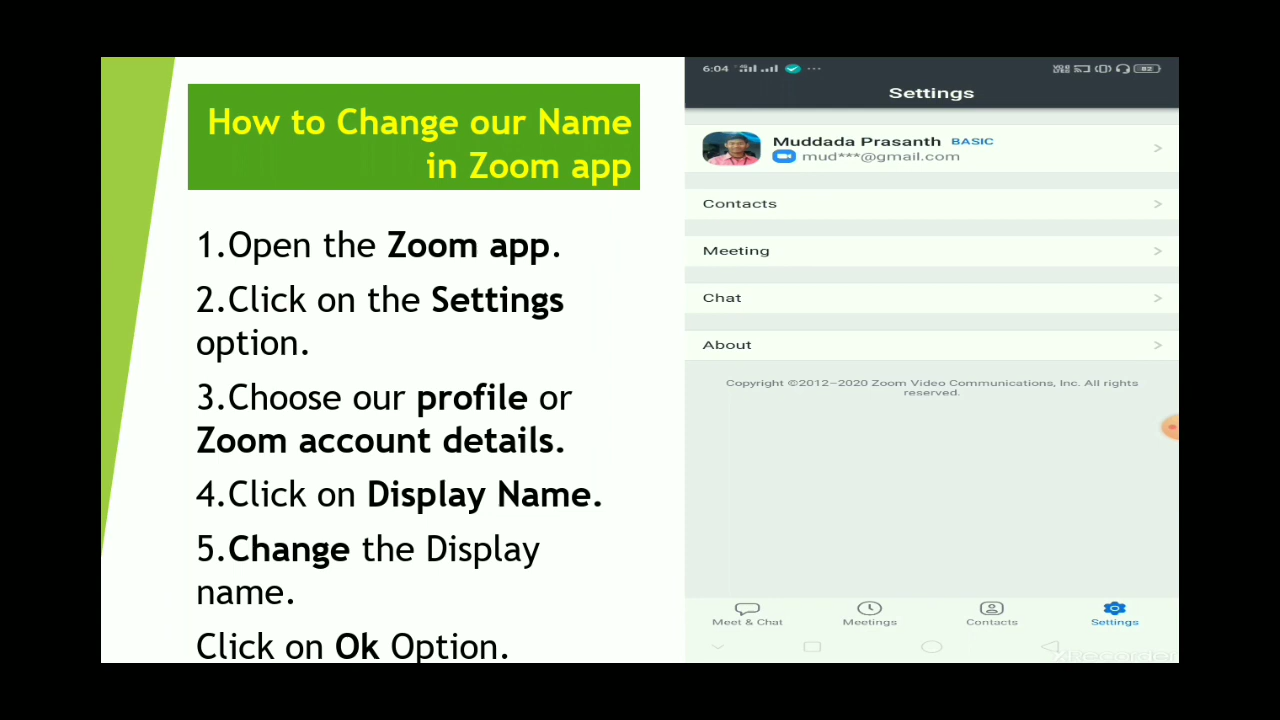 How to Change our Name
in Zoom app
1.Open the Zoom app.
2.Click on the Settings
option.
3.Choose our profile or
Zoom account details.
4.Click on Display Name.
5.Change the Display
name.
Click on Ok Option.
6:04
82
Settings
Muddada Prasanth BASIC
mud***@gmail.com
Contacts
Meeting
Chat
About
Copyright ©2012-2020 Zoom Video Communications, Inc. All rights
reserved.
Meet & Chat Meetings Contacts Settings